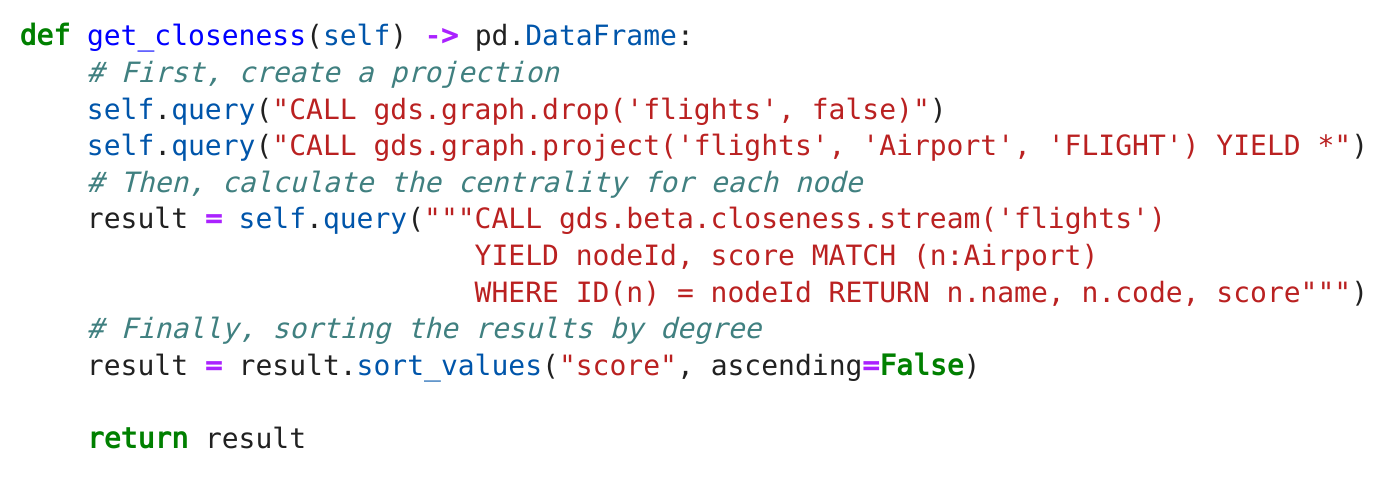 def get_closeness(self) -> pd.DataFrame:
    # First, create a projection
    self.query("CALL gds.graph.drop('flights', false)")
    self.query("CALL gds.graph.project('flights', 'Airport', 'FLIGHT') YIELD *")
    # Then, calculate the centrality for each node
    result = self.query("""CALL gds.beta.closeness.stream('flights')
                           YIELD nodeId, score MATCH (n:Airport)
                           WHERE ID(n) = nodeId RETURN n.name, n.code, score""")
    # Finally, sorting the results by degree
    result = result.sort_values("score", ascending=False)

    return result